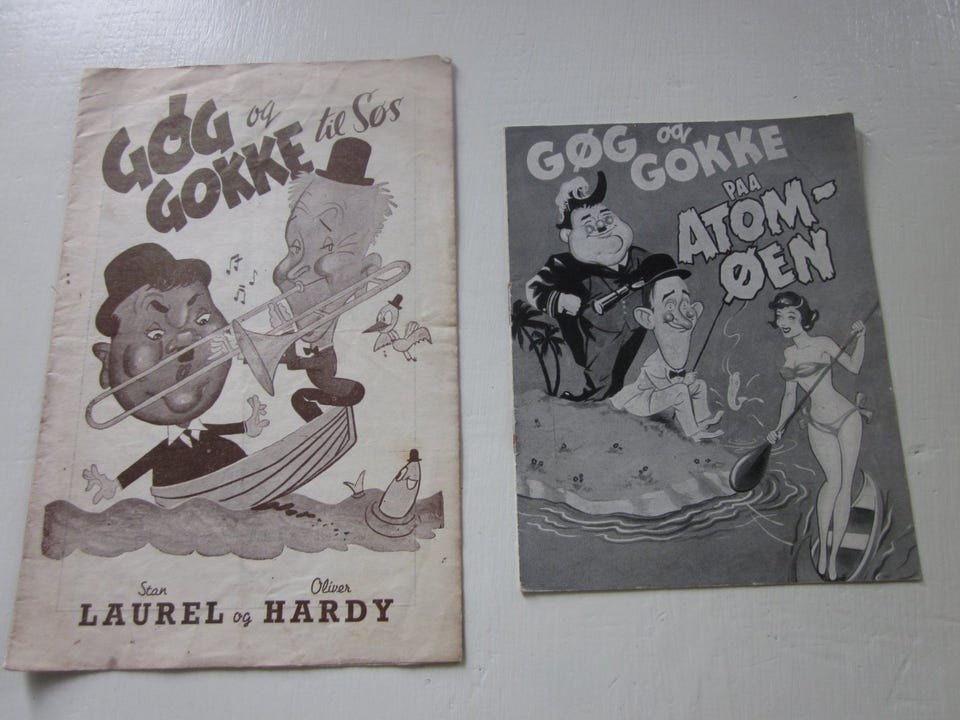 GØG og
GOKKE til Søs
Stan Oliver
LAUREL og HARDY
GØG og
GOKKE
PAA
ATOM-
ØEN